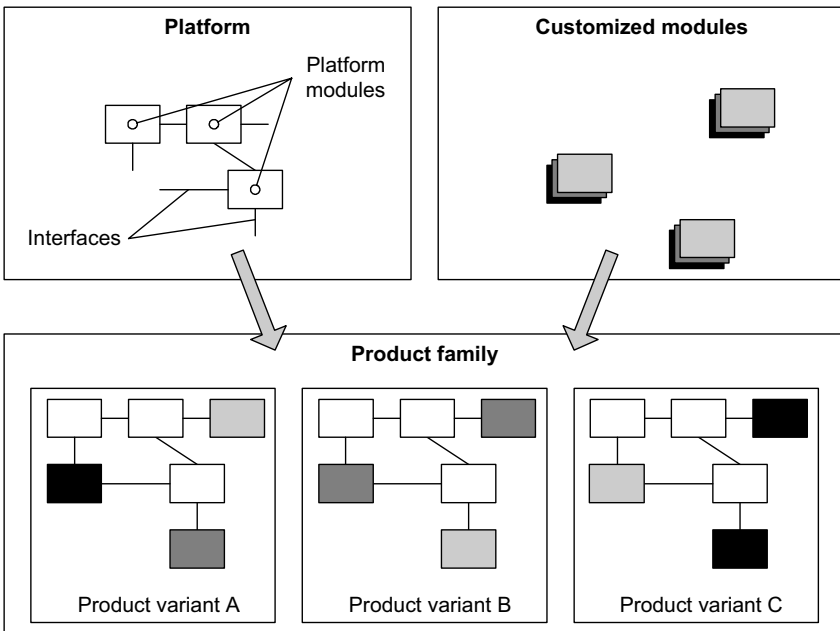 Platform
Platform
modules
Interfaces
Customized modules
Product family
Product variant A
Product variant B
Product variant C